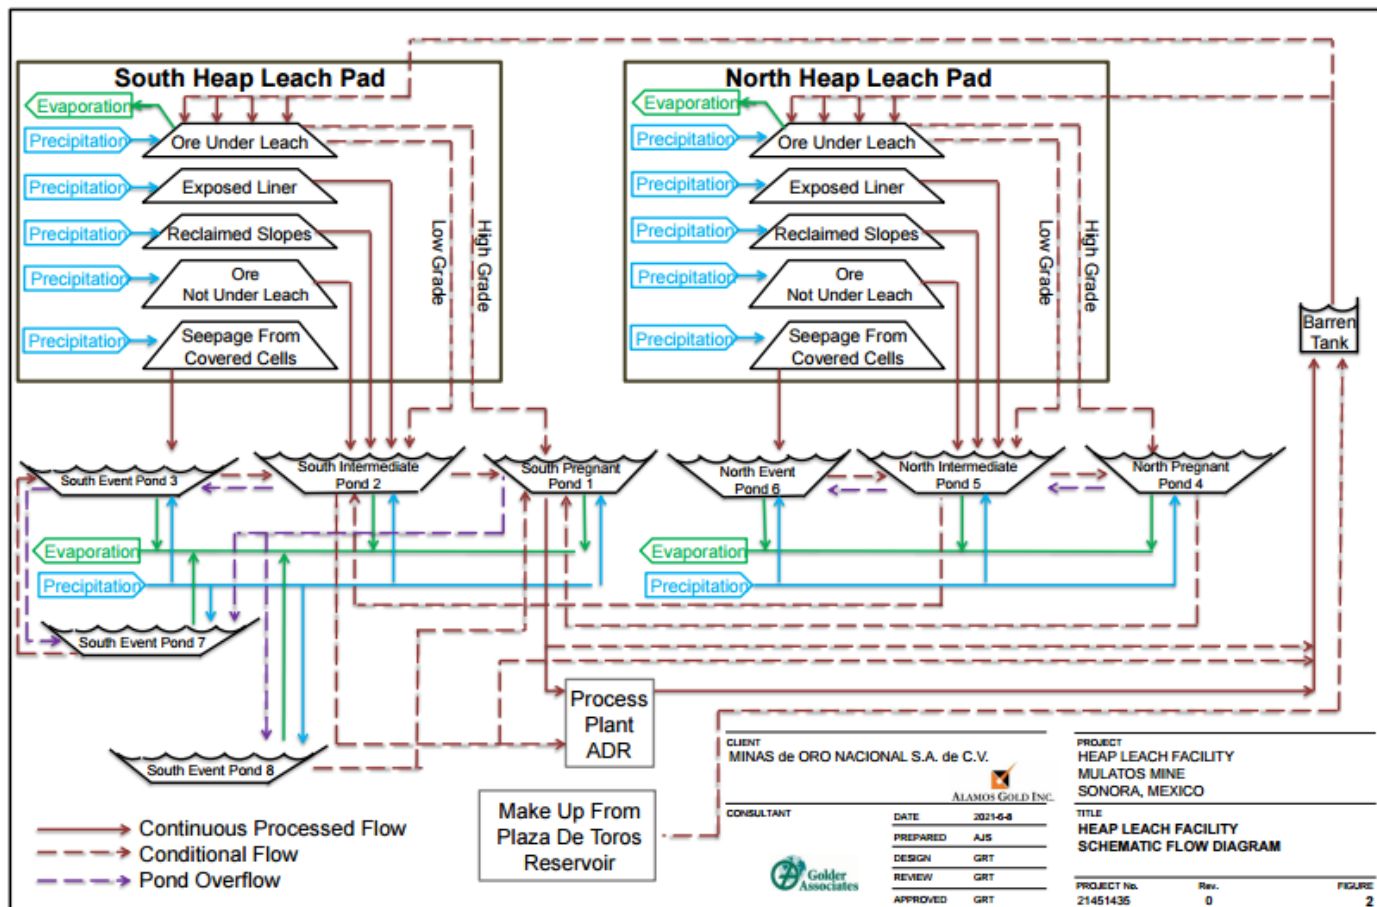 South Heap Leach Pad
Evaporation
Precipitation
Ore Under Leach
Precipitation
Exposed Liner
Precipitation
Reclaimed Slopes
Precipitation
Ore
Not Under Leach
Precipitation
Seepage From
Covered Cells
Low Grade
High Grade
North Heap Leach Pad
Evaporation
Precipitation
Ore Under Leach
Precipitation
Exposed Liner
Precipitation
Reclaimed Slopes
Precipitation
Ore
Not Under Leach
Precipitation
Seepage From
Covered Cells
Low Grade
High Grade
Barren
Tank
South Event Pond 3
South Intermediate
Pond 2
South Pregnant
Pond 1
North Event
Pond 6
North Intermediate
Pond 5
North Pregnant
Pond 4
Evaporation
Precipitation
Evaporation
Precipitation
South Event Pond 7
South Event Pond 8
Process
Plant
ADR
Make Up From
Plaza De Toros
Reservoir
Continuous Processed Flow
Conditional Flow
Pond Overflow
CLIENT
MINAS de ORO NACIONAL S.A. de C.V.
ALAMOS GOLD INC.
PROJECT
HEAP LEACH FACILITY
MULATOS MINE
SONORA, MEXICO
CONSULTANT
Golder
Associates
DATE 2021-6-8
PREPARED AJS
DESIGN GRT
REVIEW GRT
APPROVED GRT
TITLE
HEAP LEACH FACILITY
SCHEMATIC FLOW DIAGRAM
PROJECT No. Rev. FIGURE
21451435 0 2